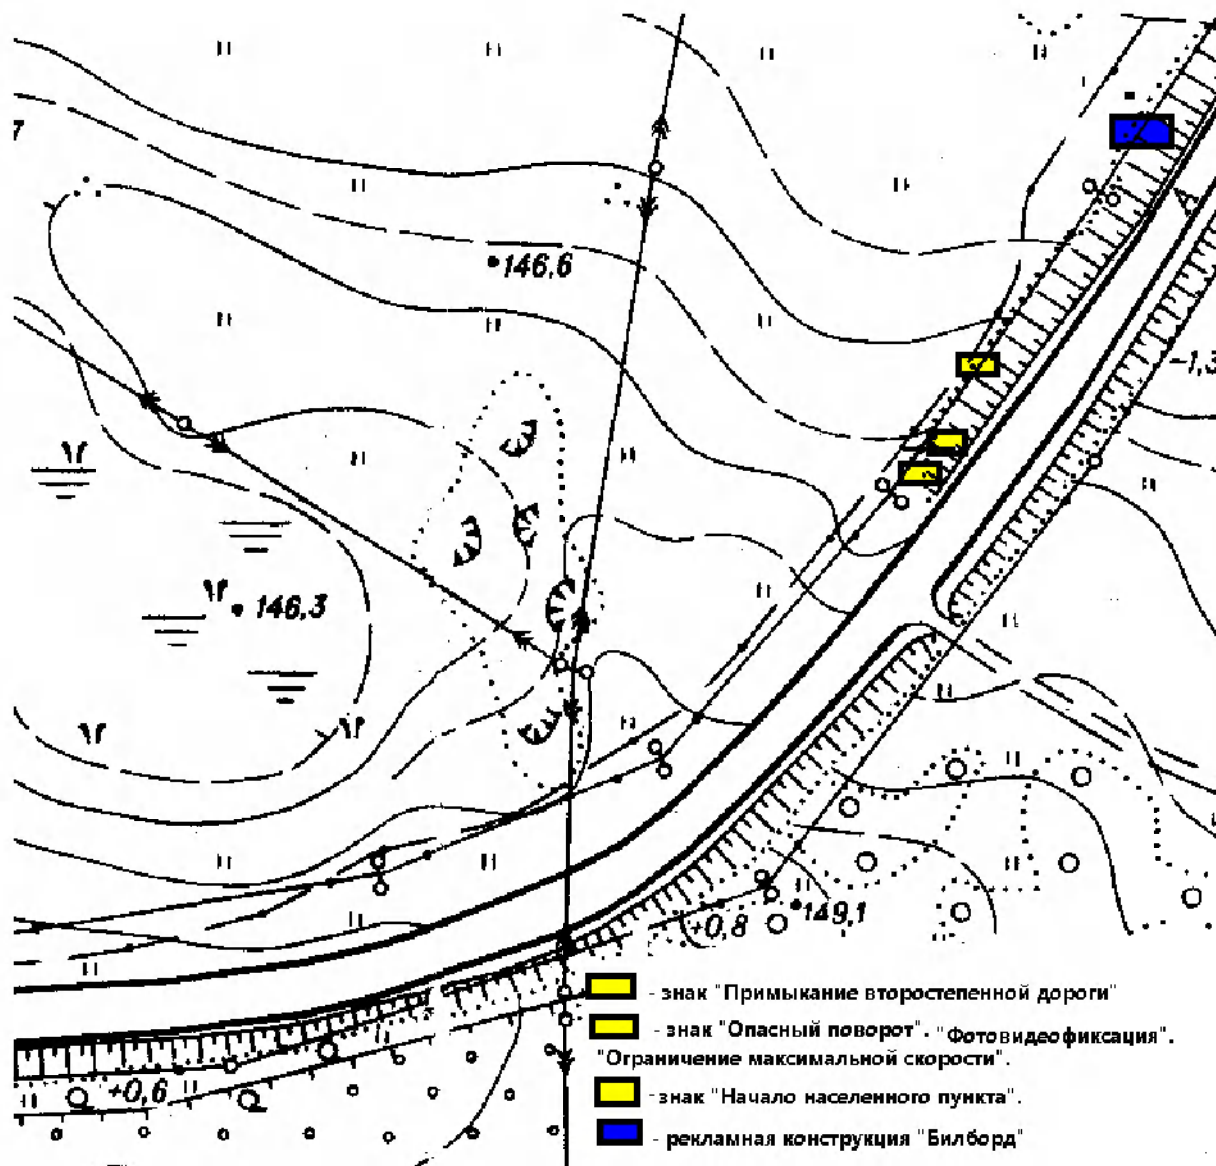 7
146,6
-1,3
146,3
А
+0,8
149,1
+0,6
- знак "Примыкание второстепенной дороги"
- знак "Опасный поворот". "Фотовидеофиксация".
"Ограничение максимальной скорости".
- знак "Начало населенного пункта".
- рекламная конструкция "Билборд"